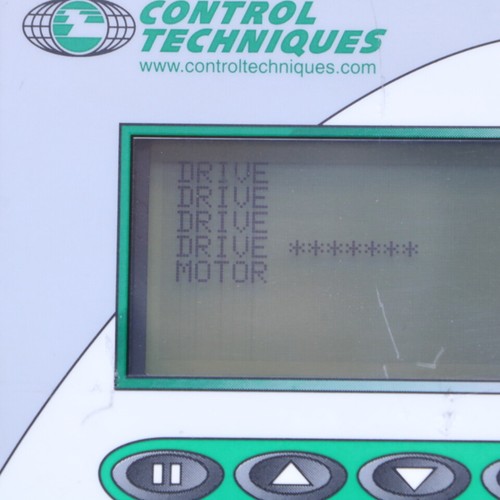 CONTROL
TECHNIQUES
www.controltechniques.com
DRIVE
DRIVE
DRIVE
DRIVE *******
MOTOR